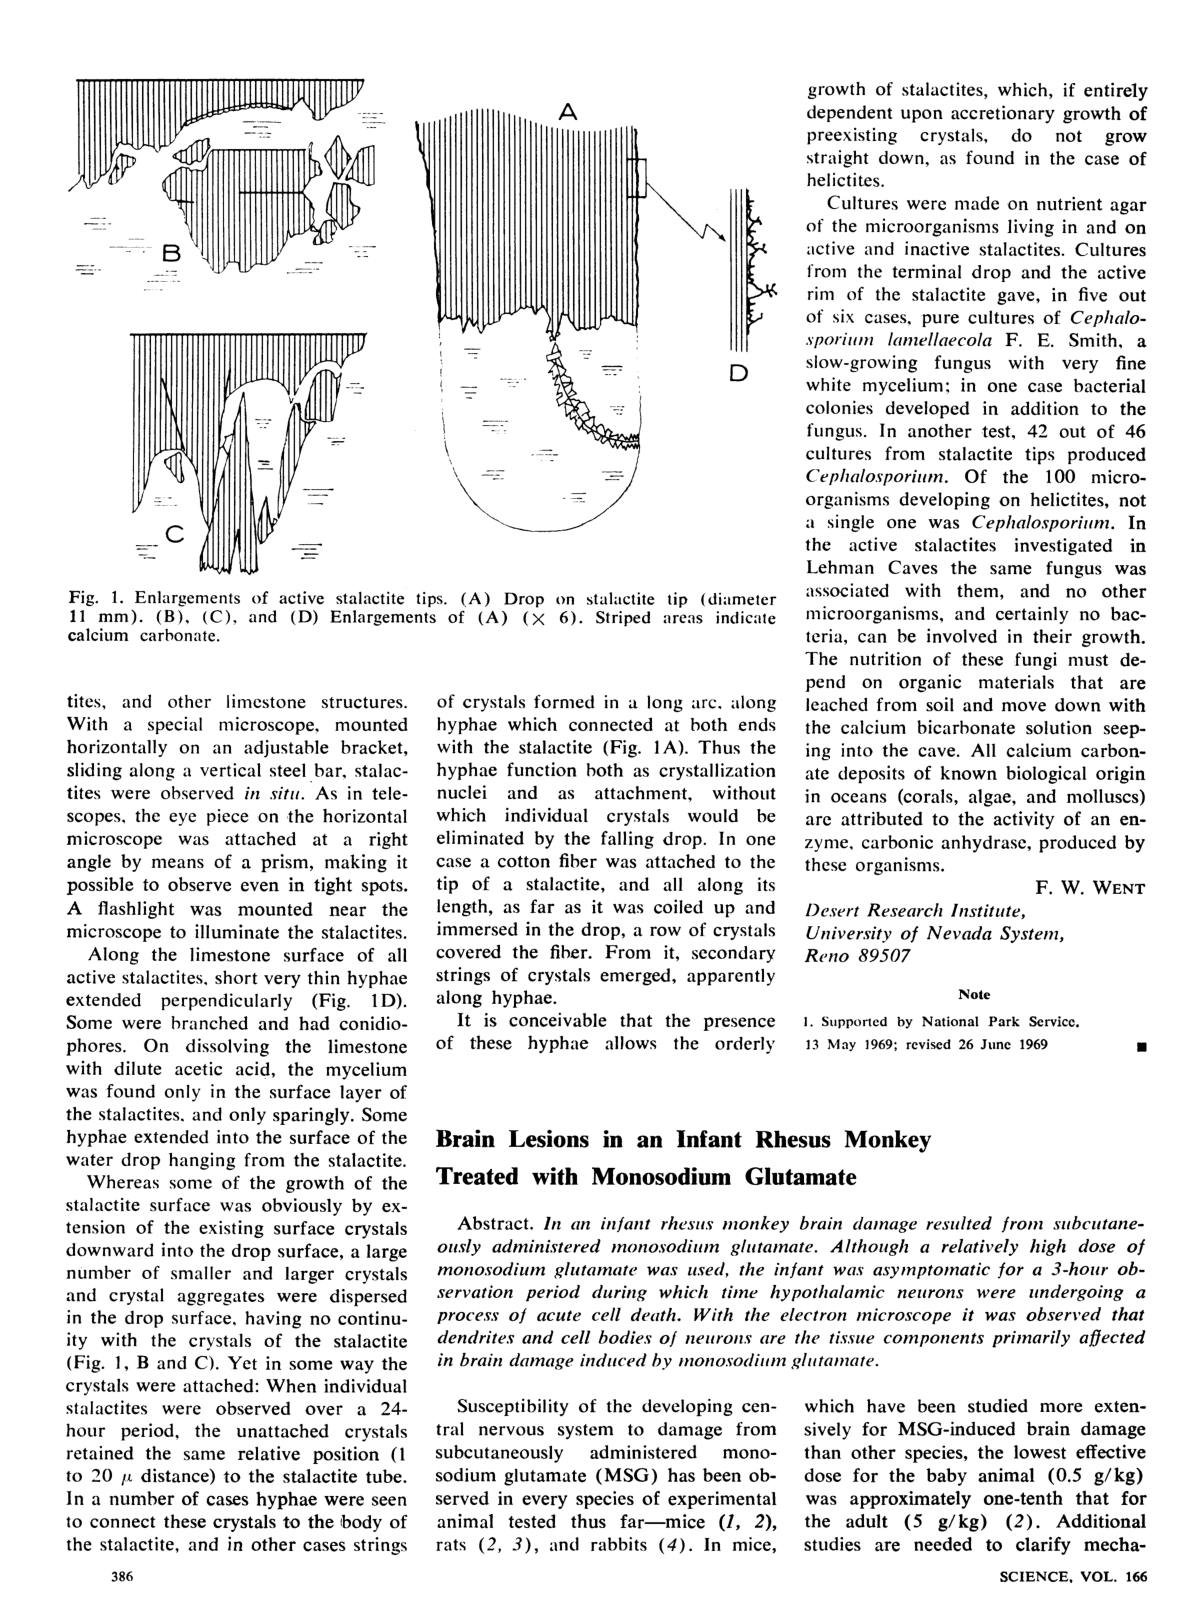 A
B
C
D
Fig. 1. Enlargements of active stalactite tips. (A) Drop on stalactite tip (diameter
11 mm). (B), (C), and (D) Enlargements of (A) (× 6). Striped areas indicate
calcium carbonate.
tites, and other limestone structures.
With a special microscope, mounted
horizontally on an adjustable bracket,
sliding along a vertical steel bar, stalac-
tites were observed in situ. As in tele-
scopes, the eye piece on the horizontal
microscope was attached at a right
angle by means of a prism, making it
possible to observe even in tight spots.
A flashlight was mounted near the
microscope to illuminate the stalactites.
Along the limestone surface of all
active stalactites, short very thin hyphae
extended perpendicularly (Fig. 1D).
Some were branched and had conidio-
phores. On dissolving the limestone
with dilute acetic acid, the mycelium
was found only in the surface layer of
the stalactites, and only sparingly. Some
hyphae extended into the surface of the
water drop hanging from the stalactite.
Whereas some of the growth of the
stalactite surface was obviously by ex-
tension of the existing surface crystals
downward into the drop surface, a large
number of smaller and larger crystals
and crystal aggregates were dispersed
in the drop surface, having no continu-
ity with the crystals of the stalactite
(Fig. 1, B and C). Yet in some way the
crystals were attached: When individual
stalactites were observed over a 24-
hour period, the unattached crystals
retained the same relative position (1
to 20 μ distance) to the stalactite tube.
In a number of cases hyphae were seen
to connect these crystals to the body of
the stalactite, and in other cases strings
of crystals formed in a long arc, along
hyphae which connected at both ends
with the stalactite (Fig. 1A). Thus the
hyphae function both as crystallization
nuclei and as attachment, without
which individual crystals would be
eliminated by the falling drop. In one
case a cotton fiber was attached to the
tip of a stalactite, and all along its
length, as far as it was coiled up and
immersed in the drop, a row of crystals
covered the fiber. From it, secondary
strings of crystals emerged, apparently
along hyphae.
It is conceivable that the presence
of these hyphae allows the orderly
growth of stalactites, which, if entirely
dependent upon accretionary growth of
preexisting crystals, do not grow
straight down, as found in the case of
helictites.
Cultures were made on nutrient agar
of the microorganisms living in and on
active and inactive stalactites. Cultures
from the terminal drop and the active
rim of the stalactite gave, in five out
of six cases, pure cultures of Cephalo-
sporium lamellaecola F. E. Smith, a
slow-growing fungus with very fine
white mycelium; in one case bacterial
colonies developed in addition to the
fungus. In another test, 42 out of 46
cultures from stalactite tips produced
Cephalosporium. Of the 100 micro-
organisms developing on helictites, not
a single one was Cephalosporium. In
the active stalactites investigated in
Lehman Caves the same fungus was
associated with them, and no other
microorganisms, and certainly no bac-
teria, can be involved in their growth.
The nutrition of these fungi must de-
pend on organic materials that are
leached from soil and move down with
the calcium bicarbonate solution seep-
ing into the cave. All calcium carbon-
ate deposits of known biological origin
in oceans (corals, algae, and molluscs)
are attributed to the activity of an en-
zyme, carbonic anhydrase, produced by
these organisms.
F. W. WENT
Desert Research Institute,
University of Nevada System,
Reno 89507
Note
1. Supported by National Park Service.
13 May 1969; revised 26 June 1969 ■
Brain Lesions in an Infant Rhesus Monkey
Treated with Monosodium Glutamate
Abstract. In an infant rhesus monkey brain damage resulted from subcutane-
ously administered monosodium glutamate. Although a relatively high dose of
monosodium glutamate was used, the infant was asymptomatic for a 3-hour ob-
servation period during which time hypothalamic neurons were undergoing a
process of acute cell death. With the electron microscope it was observed that
dendrites and cell bodies of neurons are the tissue components primarily affected
in brain damage induced by monosodium glutamate.
Susceptibility of the developing cen-
tral nervous system to damage from
subcutaneously administered mono-
sodium glutamate (MSG) has been ob-
served in every species of experimental
animal tested thus far—mice (1, 2),
rats (2, 3), and rabbits (4). In mice,
which have been studied more exten-
sively for MSG-induced brain damage
than other species, the lowest effective
dose for the baby animal (0.5 g/kg)
was approximately one-tenth that for
the adult (5 g/kg) (2). Additional
studies are needed to clarify mecha-
386
SCIENCE, VOL. 166